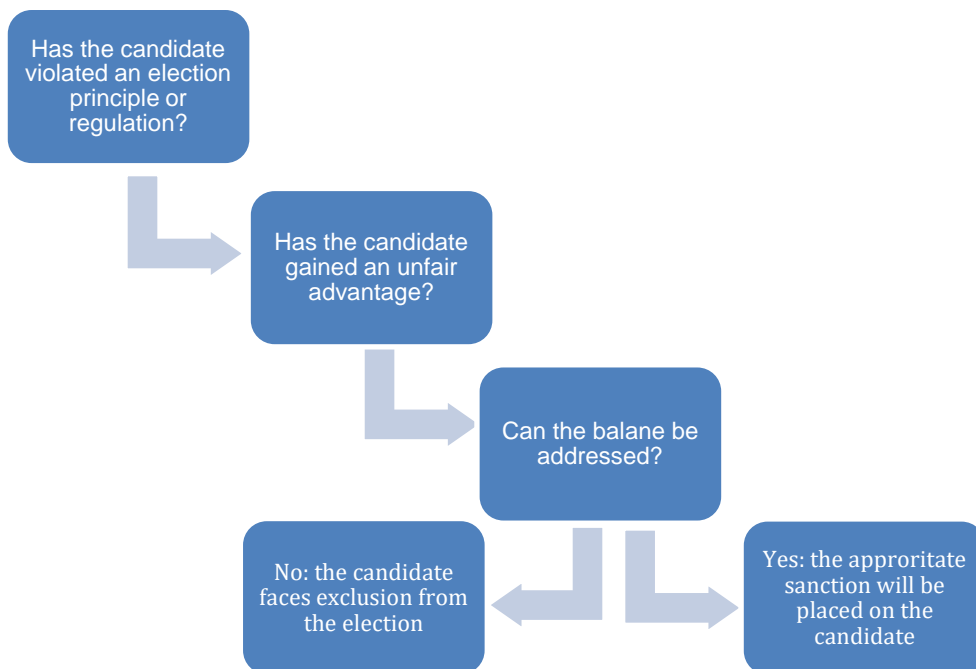 Has the candidate
violated an election
principle or
regulation?
Has the candidate
gained an unfair
advantage?
Can the balane be
addressed?
No: the candidate
faces exclusion from
the election
Yes: the approritate
sanction will be
placed on the
candidate